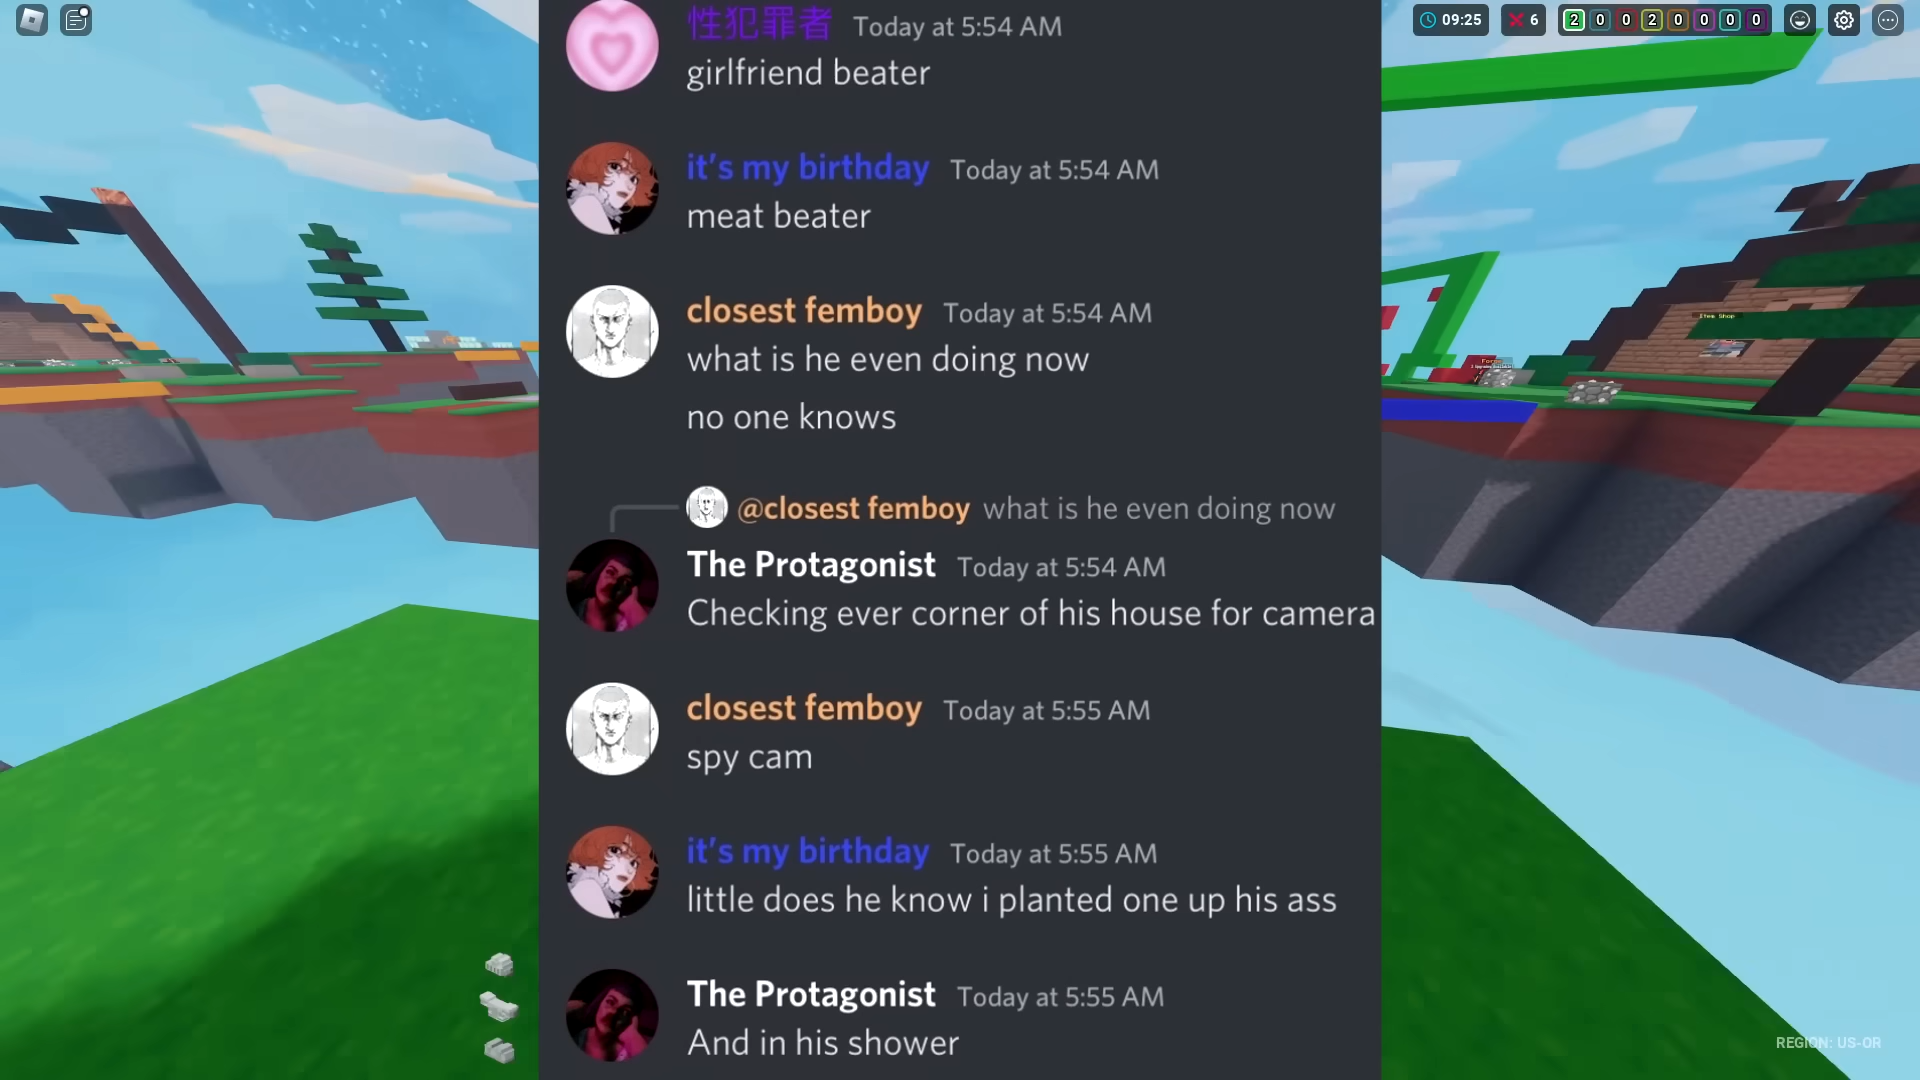 09:25
6
2 0 0 2 0 0 0 0
性犯罪者 Today at 5:54 AM
girlfriend beater
it's my birthday Today at 5:54 AM
meat beater
closest femboy Today at 5:54 AM
what is he even doing now
no one knows
@closest femboy what is he even doing now
The Protagonist Today at 5:54 AM
Checking ever corner of his house for camera
closest femboy Today at 5:55 AM
spy cam
it's my birthday Today at 5:55 AM
little does he know i planted one up his ass
The Protagonist Today at 5:55 AM
And in his shower
Item Shop
REGION: US-OR